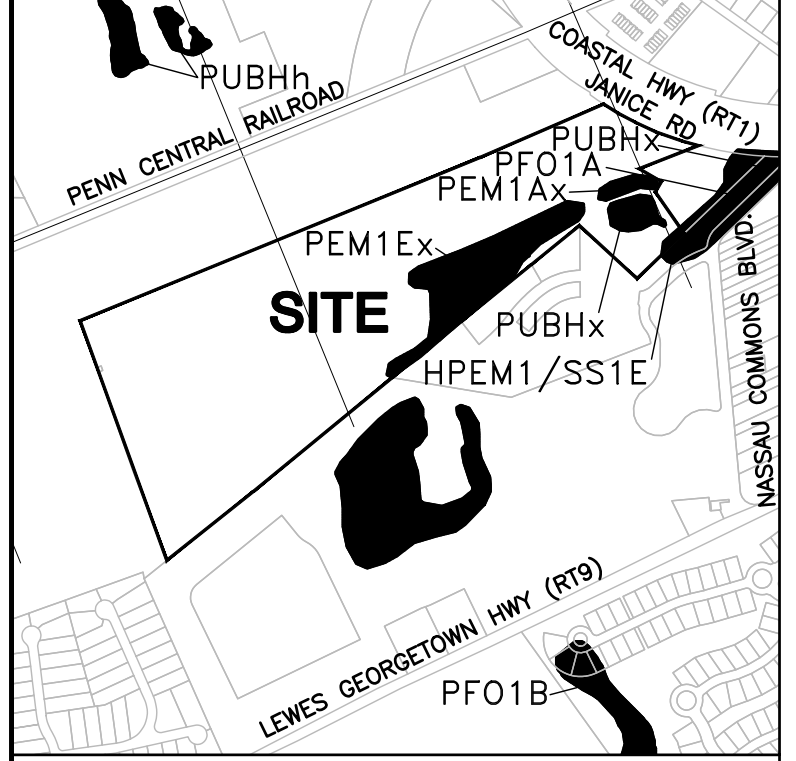 PUBHh
PENN CENTRAL RAILROAD
COASTAL HWY (RT1)
JANICE RD
PUBHx
PFO1A
PEM1Ax
PEM1Ex
SITE
PUBHx
HPEM1/SS1E
NASSAU COMMONS BLVD.
LEWES GEORGETOWN HWY (RT9)
PFO1B